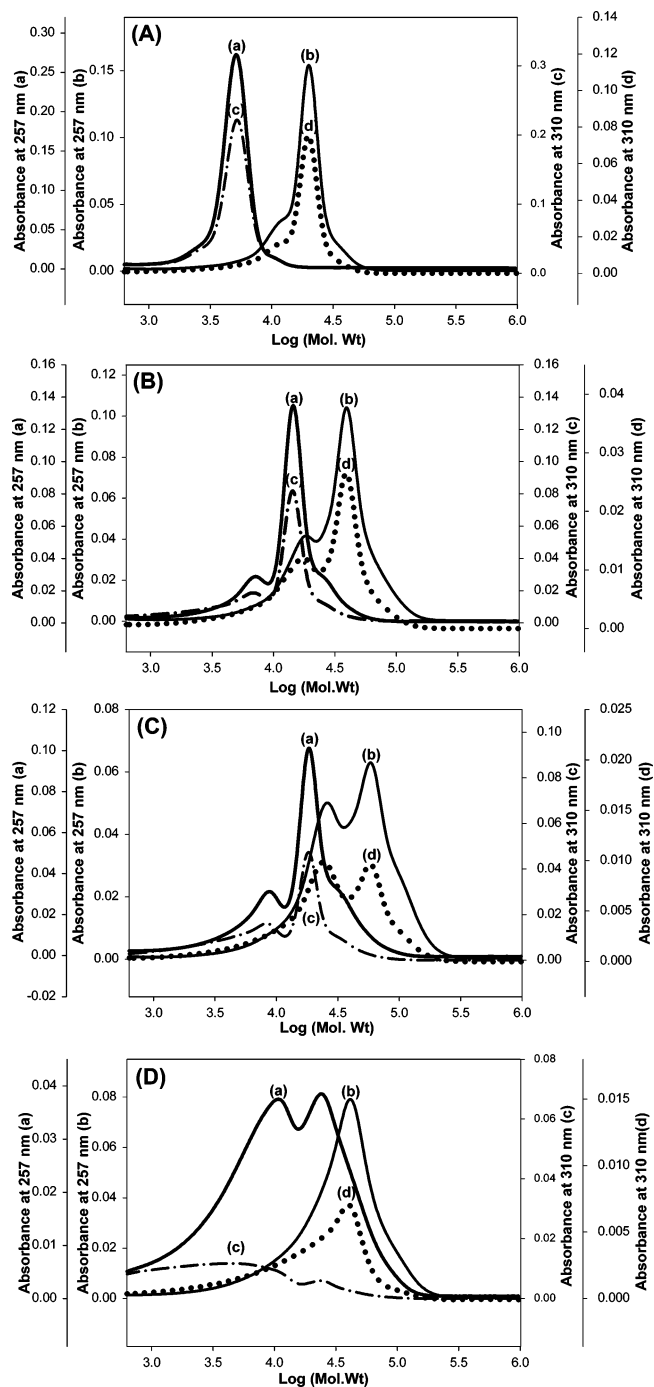 (A)
(a)
(b)
(c)
(d)
Absorbance at 257 nm (a)
0.30
0.25
0.20
0.15
0.10
0.05
0.00
Absorbance at 257 nm (b)
0.15
0.10
0.05
0.00
Absorbance at 310 nm (c)
0.3
0.2
0.1
0.0
Absorbance at 310 nm (d)
0.14
0.12
0.10
0.08
0.06
0.04
0.02
0.00
3.0 3.5 4.0 4.5 5.0 5.5 6.0
Log (Mol. Wt)
(B)
(a)
(b)
(c)
(d)
Absorbance at 257 nm (a)
0.16
0.14
0.12
0.10
0.08
0.06
0.04
0.02
0.00
Absorbance at 257 nm (b)
0.12
0.10
0.08
0.06
0.04
0.02
0.00
Absorbance at 310 nm (c)
0.16
0.14
0.12
0.10
0.08
0.06
0.04
0.02
0.00
Absorbance at 310 nm (d)
0.04
0.03
0.02
0.01
0.00
3.0 3.5 4.0 4.5 5.0 5.5 6.0
Log (Mol.Wt)
(C)
(a)
(b)
(c)
(d)
Absorbance at 257 nm (a)
0.12
0.10
0.08
0.06
0.04
0.02
0.00
-0.02
Absorbance at 257 nm (b)
0.08
0.06
0.04
0.02
0.00
Absorbance at 310 nm (c)
0.10
0.08
0.06
0.04
0.02
0.00
Absorbance at 310 nm (d)
0.025
0.020
0.015
0.010
0.005
0.000
3.0 3.5 4.0 4.5 5.0 5.5 6.0
Log (Mol.Wt)
(D)
(a)
(b)
(c)
(d)
Absorbance at 257 nm (a)
0.04
0.03
0.02
0.01
0.00
Absorbance at 257 nm (b)
0.08
0.06
0.04
0.02
0.00
Absorbance at 310 nm (c)
0.08
0.06
0.04
0.02
0.00
Absorbance at 310 nm(d)
0.015
0.010
0.005
0.000
3.0 3.5 4.0 4.5 5.0 5.5 6.0
Log (Mol.Wt)